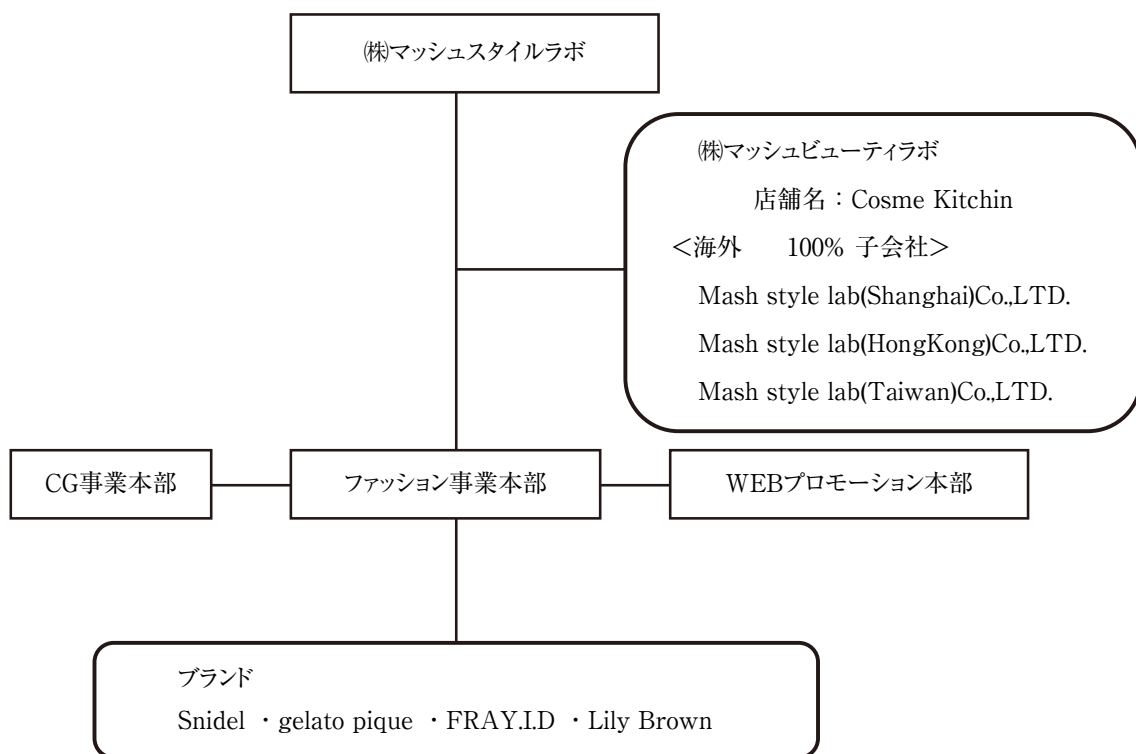 ㈱マッシュスタイルラボ
㈱マッシュビューティラボ
店舗名：Cosme Kitchin
＜海外　100% 子会社＞
Mash style lab(Shanghai)Co.,LTD.
Mash style lab(HongKong)Co.,LTD.
Mash style lab(Taiwan)Co.,LTD.
CG事業本部
ファッション事業本部
WEBプロモーション本部
ブランド
Snidel ・gelato pique ・FRAY.I.D ・Lily Brown